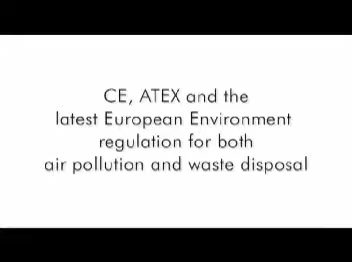 CE, ATEX and the
latest European Environment
regulation for both
air pollution and waste disposal